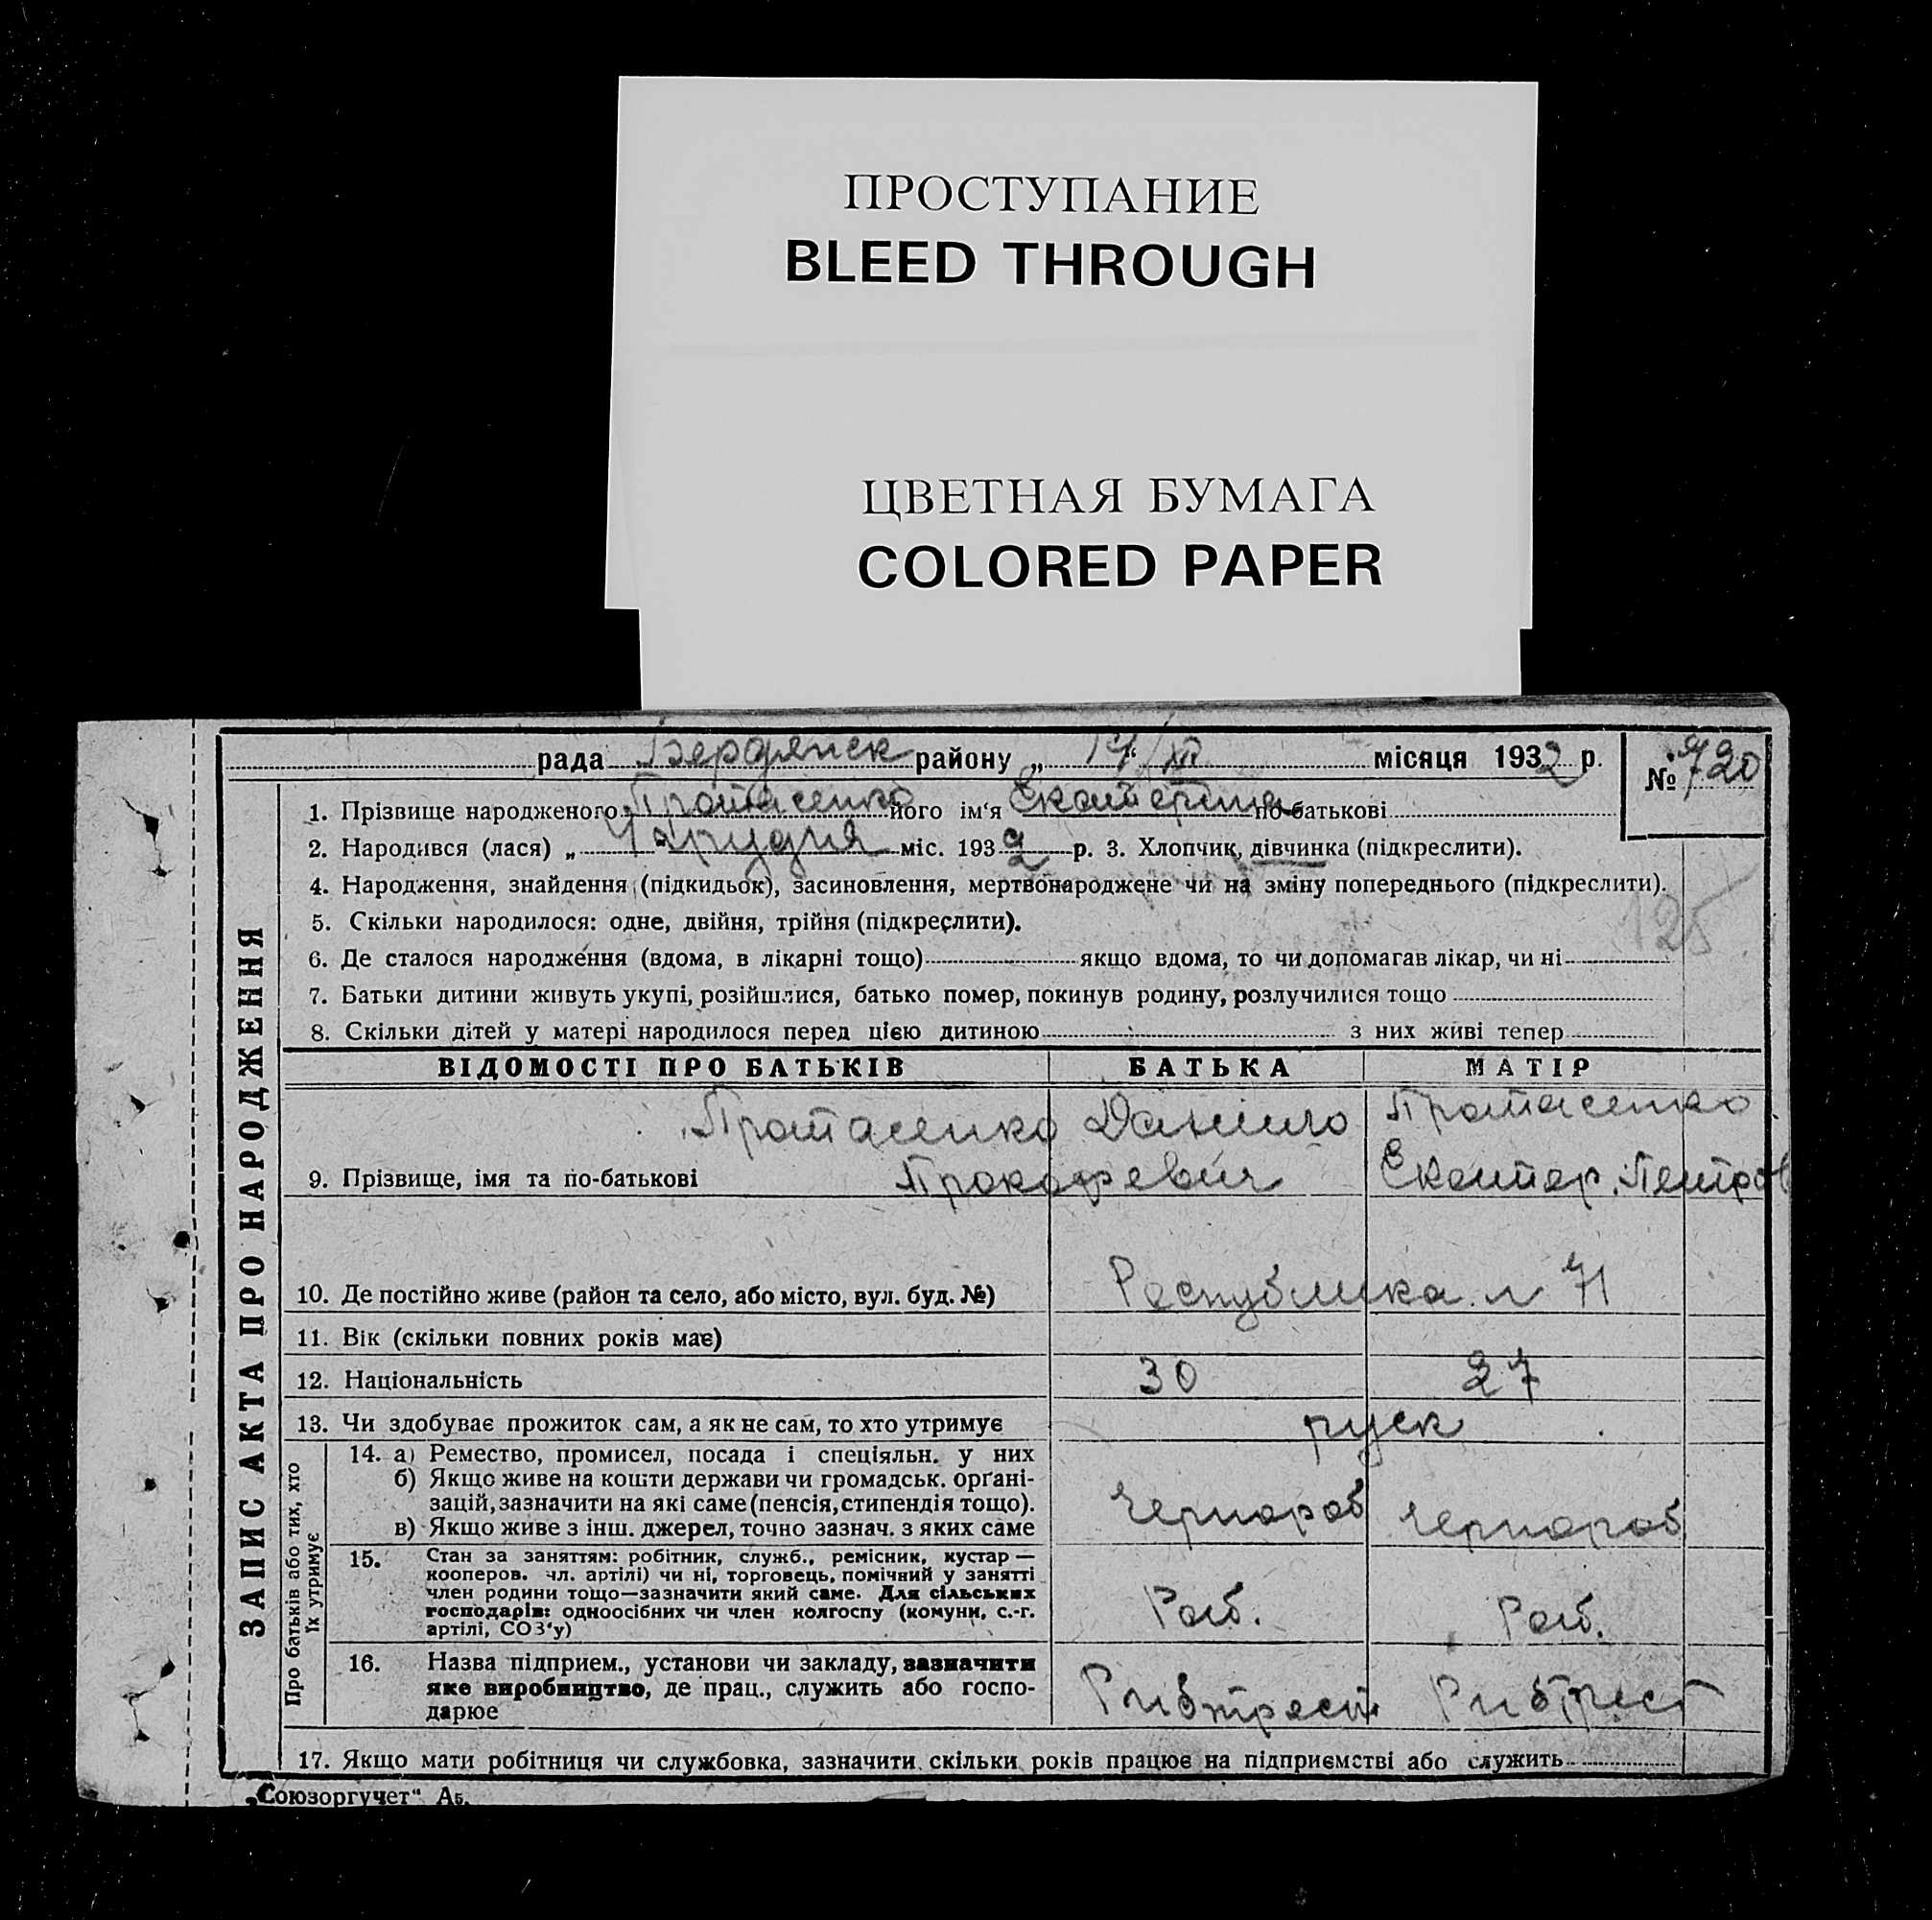 ПРОСТУПАНИЕ
BLEED THROUGH
ЦВЕТНАЯ БУМАГА
COLORED PAPER
рада Бердянск району „ 14/XII місяця 1932 р. № 720
1. Прізвище народженого Протасенко його ім‘я Екатерина по-батькові
2. Народився (лася) „ 4 грудня міс. 1932 р. 3. Хлопчик, дівчинка (підкреслити).
4. Народження, знайдення (підкидьок), засиновлення, мертвонароджене чи на зміну попереднього (підкреслити).
125
5. Скільки народилося: одне, двійня, трійня (підкреслити).
6. Де сталося народження (вдома, в лікарні тощо) якщо вдома, то чи допомагав лікар, чи ні
7. Батьки дитини живуть укупі, розійшлися, батько помер, покинув родину, розлучилися тощо
8. Скільки дітей у матері народилося перед цією дитиною з них живі тепер
ЗАПИС АКТА ПРО НАРОДЖЕННЯ
ВІДОМОСТІ ПРО БАТЬКІВ БАТЬКА МАТІР
Протасенко Данило Протасенко
9. Прізвище, імя та по-батькові Прокофевич Екатер. Петров
10. Де постійно живе (район та село, або місто, вул. буд. №) Республика 71
11. Вік (скільки повних років має)
12. Національність 30 27
13. Чи здобуває прожиток сам, а як не сам, то хто утримує руск
Про батьків або тих, хто
їх утримує
14. а) Ремество, промисел, посада і спеціяльн. у них
б) Якщо живе на кошти держави чи громадськ. орґані-
зацій, зазначити на які саме (пенсія, стипендія тощо). Чернораб Чернораб
в) Якщо живе з інш. джерел, точно зазнач. з яких саме
15. Стан за заняттям: робітник, служб., ремісник, кустар —
кооперов. чл. артілі) чи ні, торговець, помічний у занятті
член родини тощо—зазначити який саме. Для сільських
господарів: одноосібних чи член колгоспу (комуни, с.-г. Раб. Раб.
артілі, СОЗ‘у)
16. Назва підприєм., установи чи закладу, зазначити
яке виробництво, де прац., служить або госпо- Рибтрест Рибтрест
дарює
17. Якщо мати робітниця чи службовка, зазначити скільки років працює на підприємстві або служить
„Союзоргучет“ А5.